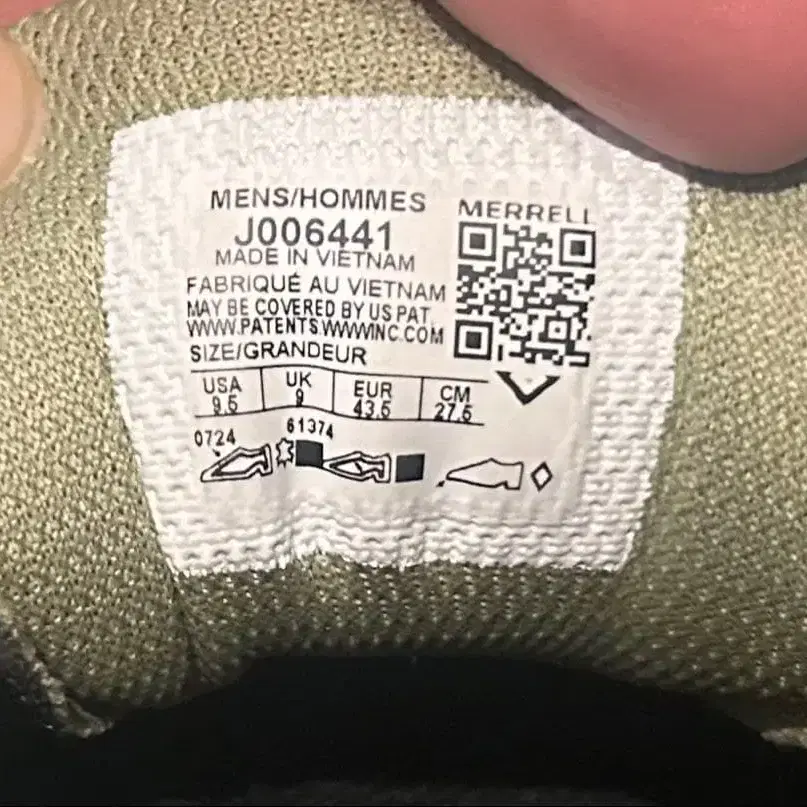 MENS/HOMMES
J006441
MADE IN VIETNAM
FABRIQUÉ AU VIETNAM
MAY BE COVERED BY US PAT.
WWW.PATENTS.WWWINC.COM
SIZE/GRANDEUR
USA UK EUR CM
9.5 9 43.5 27.5
0724 61374
MERRELL